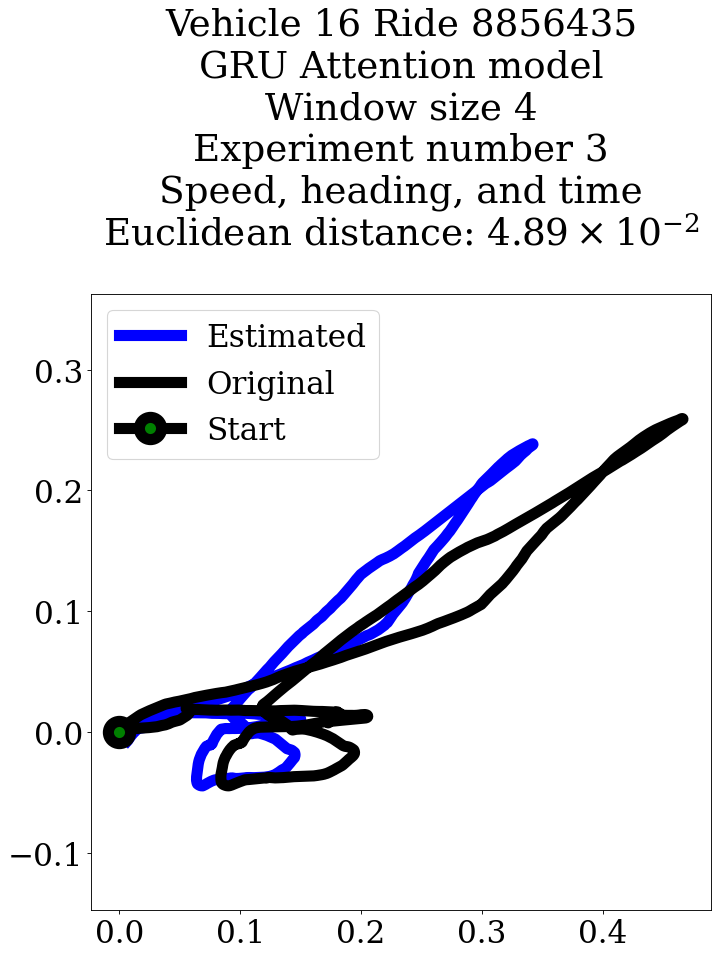 Vehicle 16 Ride 8856435
GRU Attention model
Window size 4
Experiment number 3
Speed, heading, and time
Euclidean distance: 4.89 × 10⁻²
Estimated
Original
Start
0.3
0.2
0.1
0.0
−0.1
0.0 0.1 0.2 0.3 0.4